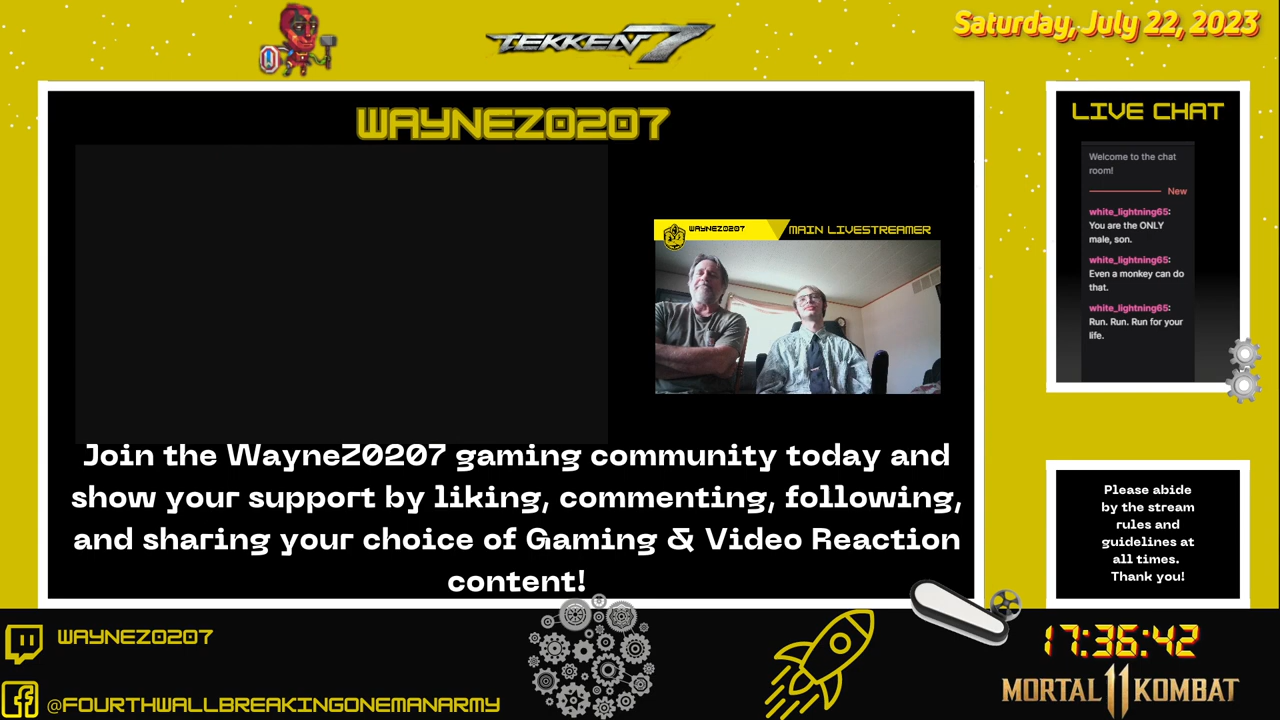 TEKKEN 7
Saturday, July 22, 2023
WAYNEZ0207
LIVE CHAT
Welcome to the chat
room!
New
white_lightning65:
You are the ONLY
male, son.
white_lightning65:
Even a monkey can do
that.
white_lightning65:
Run. Run. Run for your
life.
WAYNEZ0207
MAIN LIVESTREAMER
Join the WayneZ0207 gaming community today and
show your support by liking, commenting, following,
and sharing your choice of Gaming & Video Reaction
content!
Please abide
by the stream
rules and
guidelines at
all times.
Thank you!
WAYNEZ0207
@FOURTHWALLBREAKINGONEMANARMY
17:36:42
MORTAL KOMBAT 11